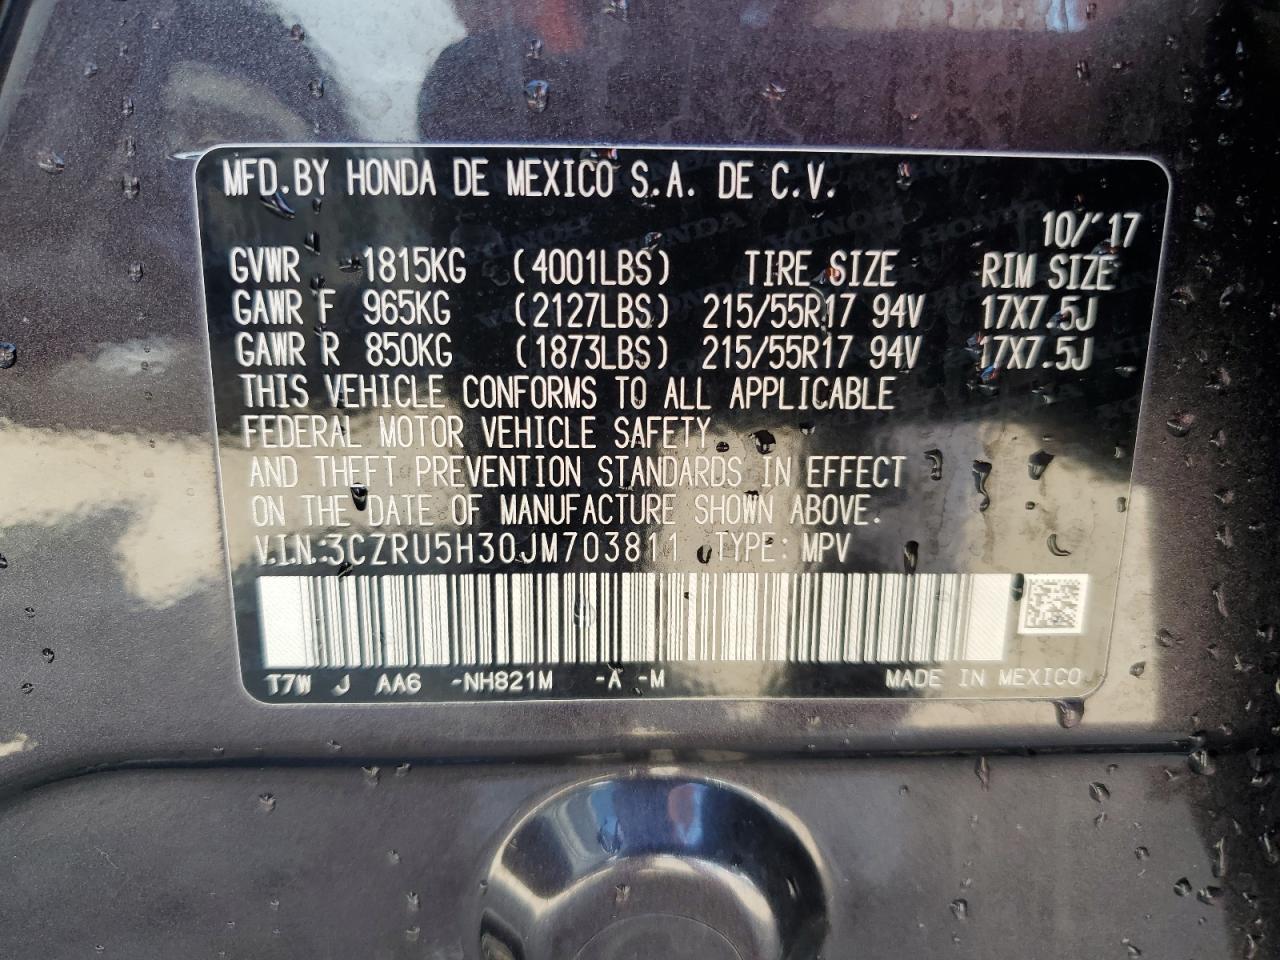 MFD.BY HONDA DE MEXICO S.A. DE C.V.
10/'17
GVWR 1815KG (4001LBS) TIRE SIZE RIM SIZE
GAWR F 965KG (2127LBS) 215/55R17 94V 17X7.5J
GAWR R 850KG (1873LBS) 215/55R17 94V 17X7.5J
THIS VEHICLE CONFORMS TO ALL APPLICABLE
FEDERAL MOTOR VEHICLE SAFETY
AND THEFT PREVENTION STANDARDS IN EFFECT
ON THE DATE OF MANUFACTURE SHOWN ABOVE.
V.I.N.:3CZRU5H30JM703811 TYPE: MPV
T7W J AA6 -NH821M -A -M MADE IN MEXICO